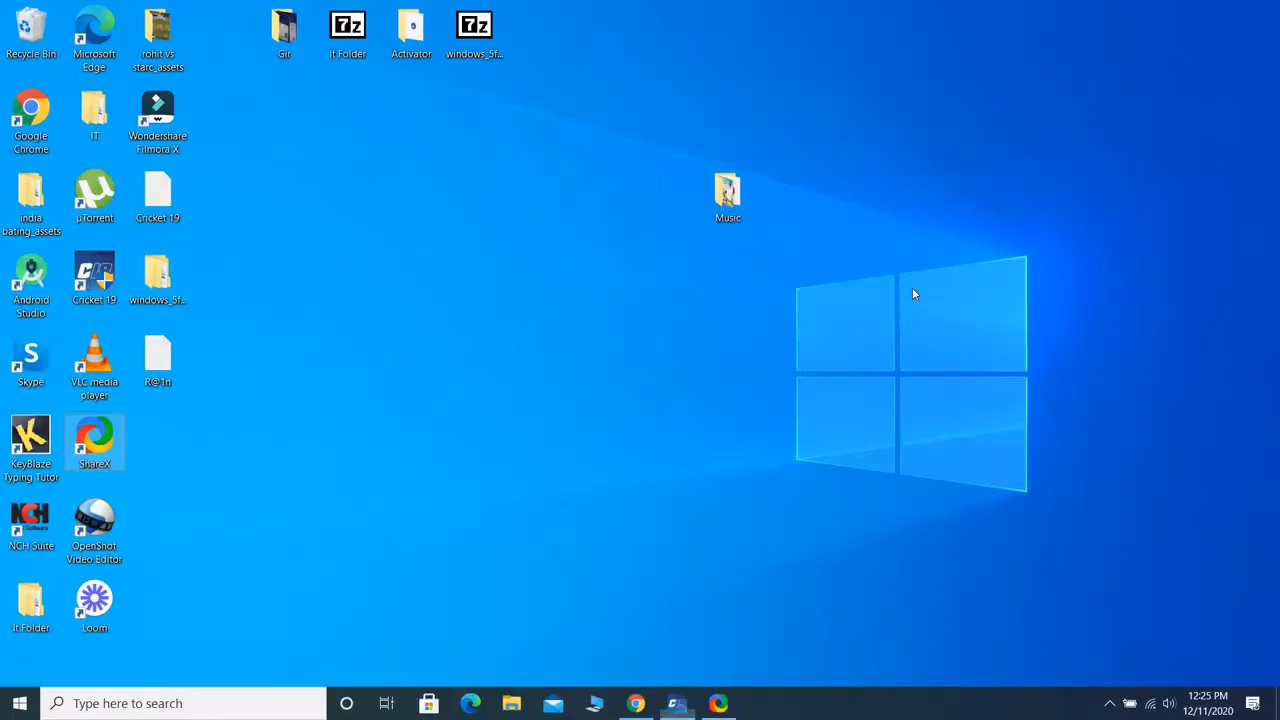 Recycle Bin
Microsoft
Edge
rohit vs
starc_assets
Gir
It Folder
Activator
windows_5f...
Google
Chrome
IT
Wondershare
Filmora X
india
bating_assets
µTorrent
Cricket 19
Music
Android
Studio
Cricket 19
windows_5f...
Skype
VLC media
player
R@1n
KeyBlaze
Typing Tutor
ShareX
NCH Suite
OpenShot
Video Editor
It Folder
Loom
Type here to search
12:25 PM
12/11/2020